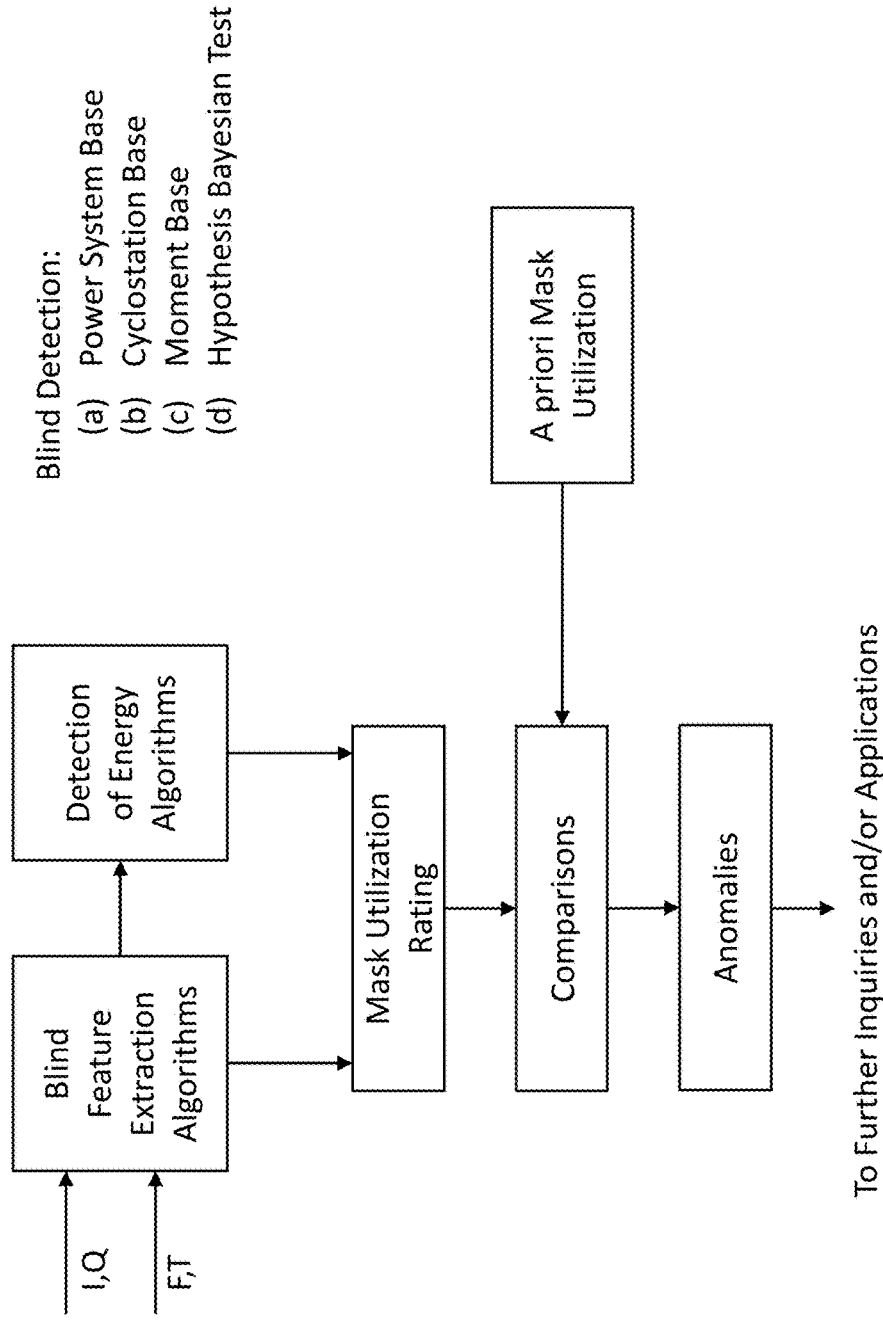 I,Q
F,T
Blind
Feature
Extraction
Algorithms
Detection
of Energy
Algorithms
Blind Detection:
(a) Power System Base
(b) Cyclostation Base
(c) Moment Base
(d) Hypothesis Bayesian Test
Mask Utilization
Rating
Comparisons
A priori Mask
Utilization
Anomalies
To Further Inquiries and/or Applications